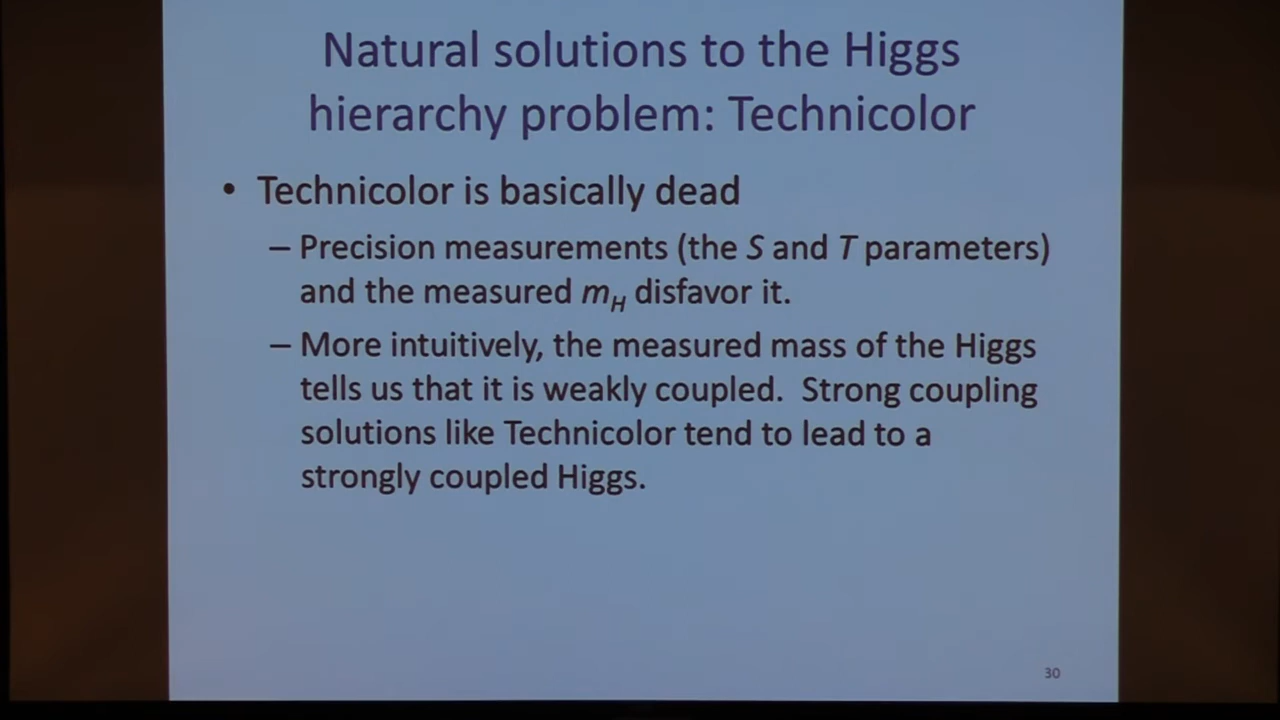 Natural solutions to the Higgs
hierarchy problem: Technicolor
• Technicolor is basically dead
– Precision measurements (the S and T parameters)
and the measured mH disfavor it.
– More intuitively, the measured mass of the Higgs
tells us that it is weakly coupled. Strong coupling
solutions like Technicolor tend to lead to a
strongly coupled Higgs.
30